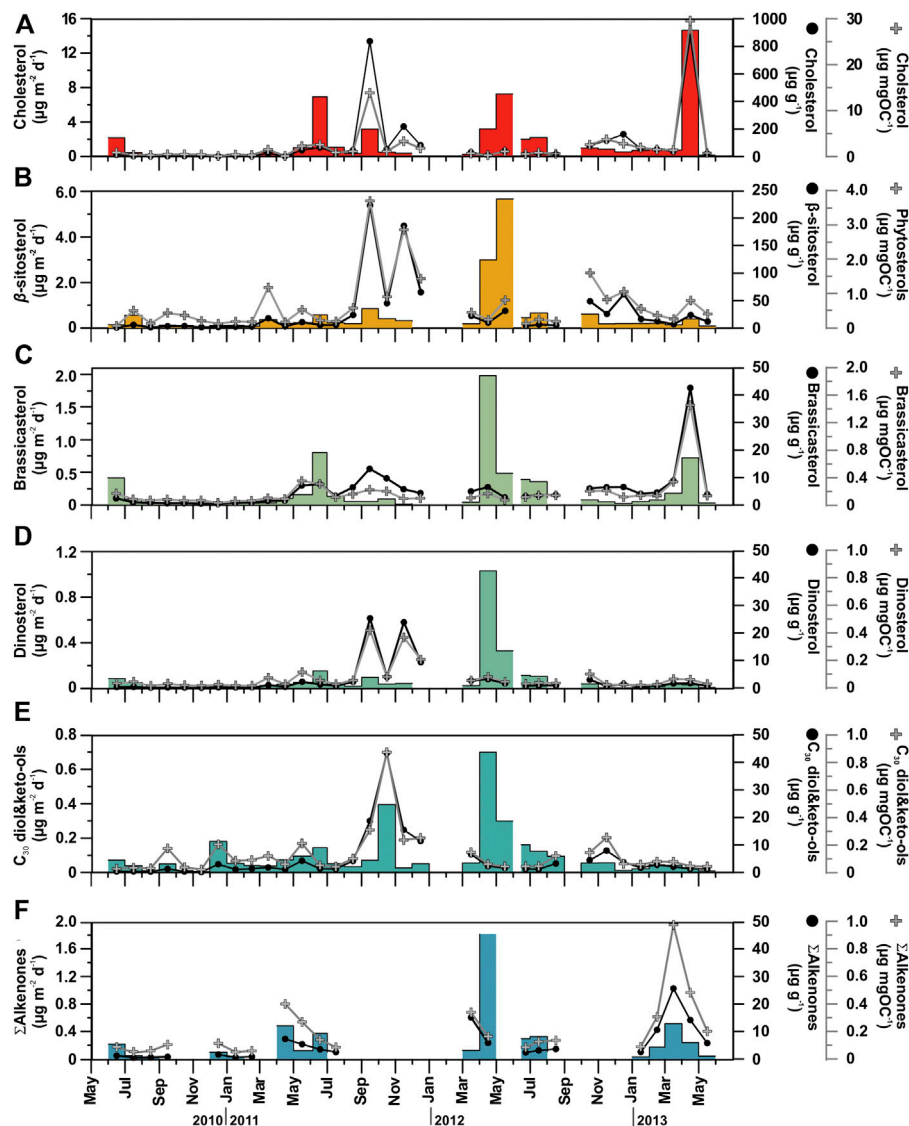 A
Cholesterol
(µg m⁻² d⁻¹)
16
12
8
4
0
1000
800
600
400
200
0
Cholesterol
(µg g⁻¹)
30
20
10
0
Cholsterol
(µg mgOC⁻¹)
B
β-sitosterol
(µg m⁻² d⁻¹)
6.0
4.0
2.0
0
250
200
150
100
50
0
β-sitosterol
(µg g⁻¹)
4.0
3.0
2.0
1.0
0
Phytosterols
(µg mgOC⁻¹)
C
Brassicasterol
(µg m⁻² d⁻¹)
2.0
1.5
1.0
0.5
0
50
40
30
20
10
0
Brassicasterol
(µg g⁻¹)
2.0
1.6
1.2
0.8
0.4
0
Brassicasterol
(µg mgOC⁻¹)
D
Dinosterol
(µg m⁻² d⁻¹)
1.2
0.8
0.4
0
50
40
30
20
10
0
Dinosterol
(µg g⁻¹)
1.0
0.8
0.6
0.4
0.2
0
Dinosterol
(µg mgOC⁻¹)
E
C₃₀ diol&keto-ols
(µg m⁻² d⁻¹)
0.8
0.6
0.4
0.2
0
50
40
30
20
10
0
C₃₀ diol&keto-ols
(µg g⁻¹)
1.0
0.8
0.6
0.4
0.2
0
C₃₀ diol&keto-ols
(µg mgOC⁻¹)
F
ΣAlkenones
(µg m⁻² d⁻¹)
2.0
1.6
1.2
0.8
0.4
0
50
40
30
20
10
0
ΣAlkenones
(µg g⁻¹)
1.0
0.8
0.6
0.4
0.2
0
ΣAlkenones
(µg mgOC⁻¹)
May Jul Sep Nov Jan Mar May Jul Sep Nov Jan Mar May Jul Sep Nov Jan Mar May
2010 2011 2012 2013